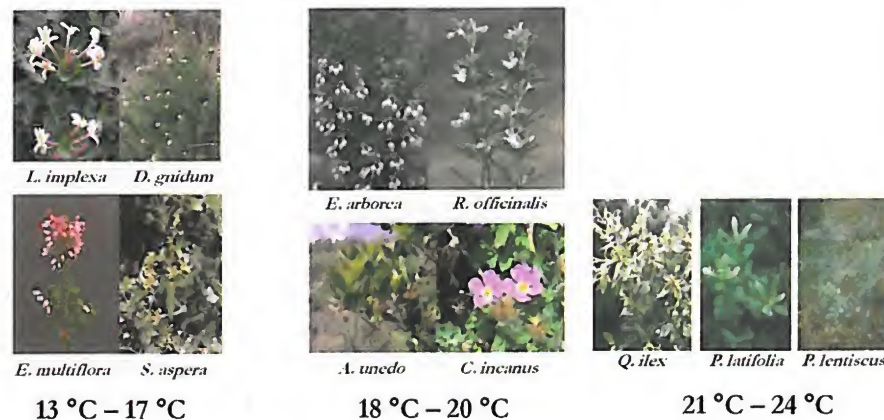 L. implexa D. gnidum
E. arborea R. officinalis
E. multiflora S. aspera
A. unedo C. incanus
Q. ilex P. latifolia P. lentiscus
13 °C – 17 °C 18 °C – 20 °C 21 °C – 24 °C